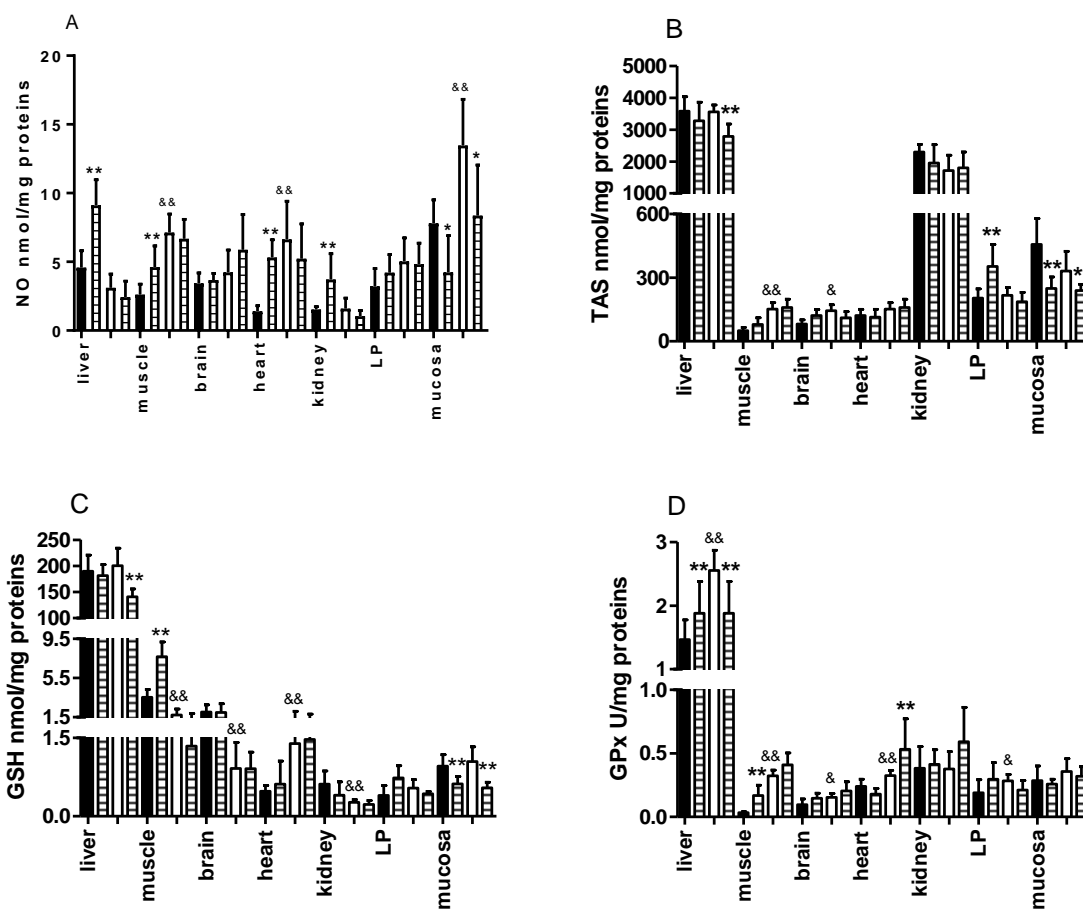 A
NO nmol/mg proteins
20
15
10
5
0
**
**
&&
**
&&
**
*
&&
*
liver
muscle
brain
heart
kidney
LP
mucosa
B
TAS nmol/mg proteins
5000
4000
3000
2000
1000
600
300
0
**
&&
&
**
**
**
liver
muscle
brain
heart
kidney
LP
mucosa
C
GSH nmol/mg proteins
250
200
150
100
9.5
5.5
1.5
1.5
0.0
**
**
&&
&&
&&
&&
**
**
liver
muscle
brain
heart
kidney
LP
mucosa
D
GPx U/mg proteins
3
2
1
1.0
0.5
0.0
**
&&
**
**
&&
&
&&
**
&
liver
muscle
brain
heart
kidney
LP
mucosa